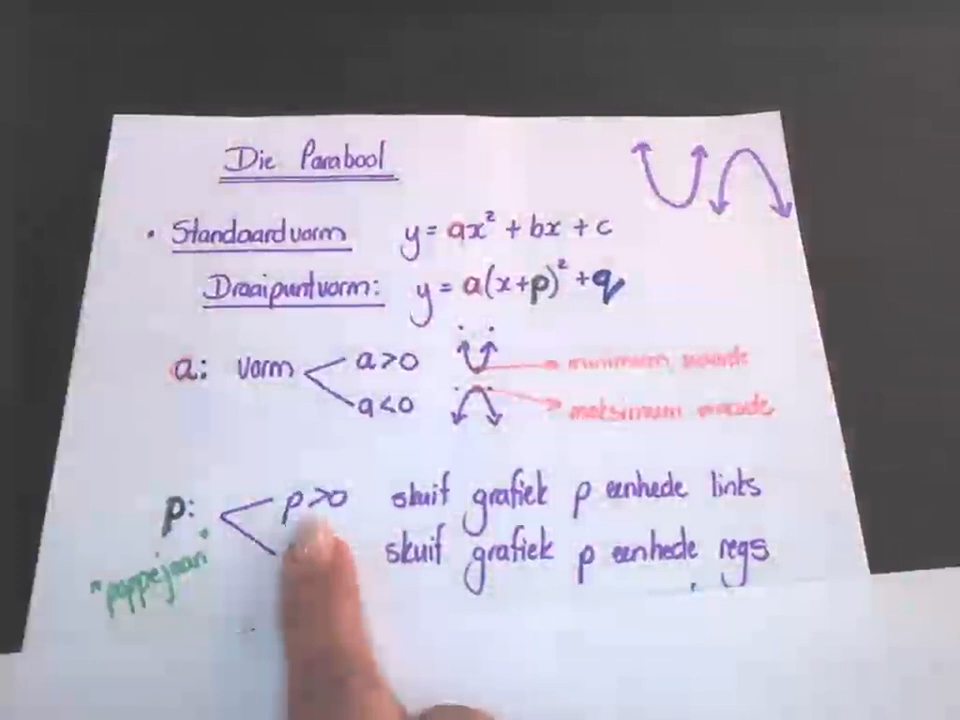 Die Parabool
• Standaardvorm y = ax² + bx + c
Draaipuntvorm: y = a(x+p)² + q
a: vorm a>0 minimum waarde
a<0 maksimum waarde
p: p>0 skuif grafiek p eenhede links
skuif grafiek p eenhede regs
"poppejaan"